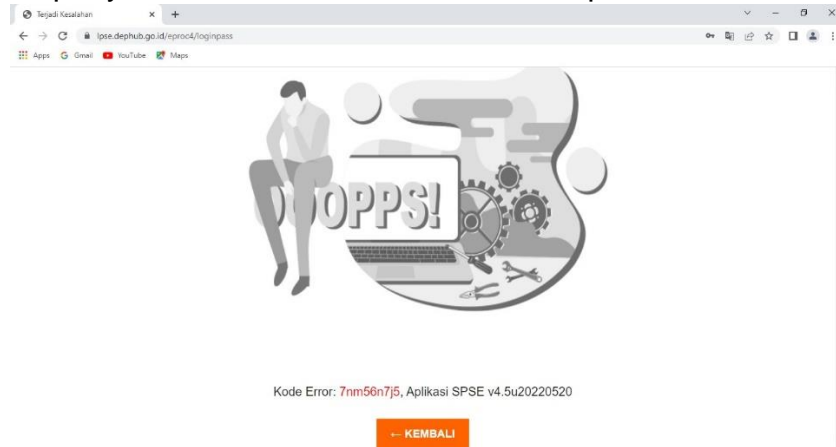 Terjadi Kesalahan
lpse.dephub.go.id/eproc4/loginpass
Apps Gmail YouTube Maps
OOOPPS!
Kode Error: 7nm56n7j5, Aplikasi SPSE v4.5u20220520
← KEMBALI